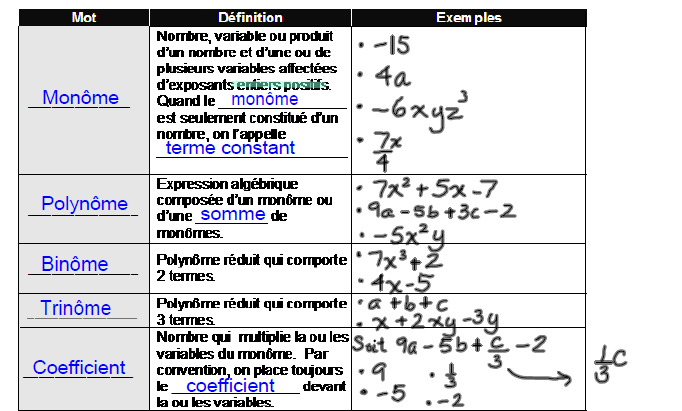 Mot Définition Exemples
Monôme
Nombre, variable ou produit
d'un nombre et d'une ou de
plusieurs variables affectées
d'exposants entiers positifs.
Quand le monôme
est seulement constitué d'un
nombre, on l'appelle
terme constant
• -15
• 4a
• -6xyz³
• 7x/4
Polynôme
Expression algébrique
composée d'un monôme ou
d'une somme de
monômes.
• 7x² + 5x - 7
• 9a - 5b + 3c - 2
• -5x²y
Binôme
Polynôme réduit qui comporte
2 termes.
• 7x³ + 2
• 4x - 5
Trinôme
Polynôme réduit qui comporte
3 termes.
• a + b + c
• x + 2xy - 3y
Coefficient
Nombre qui multiplie la ou les
variables du monôme. Par
convention, on place toujours
le coefficient devant
la ou les variables.
Soit 9a - 5b + c/3 - 2
• 9 • 1/3
• -5 • -2
1/3 c